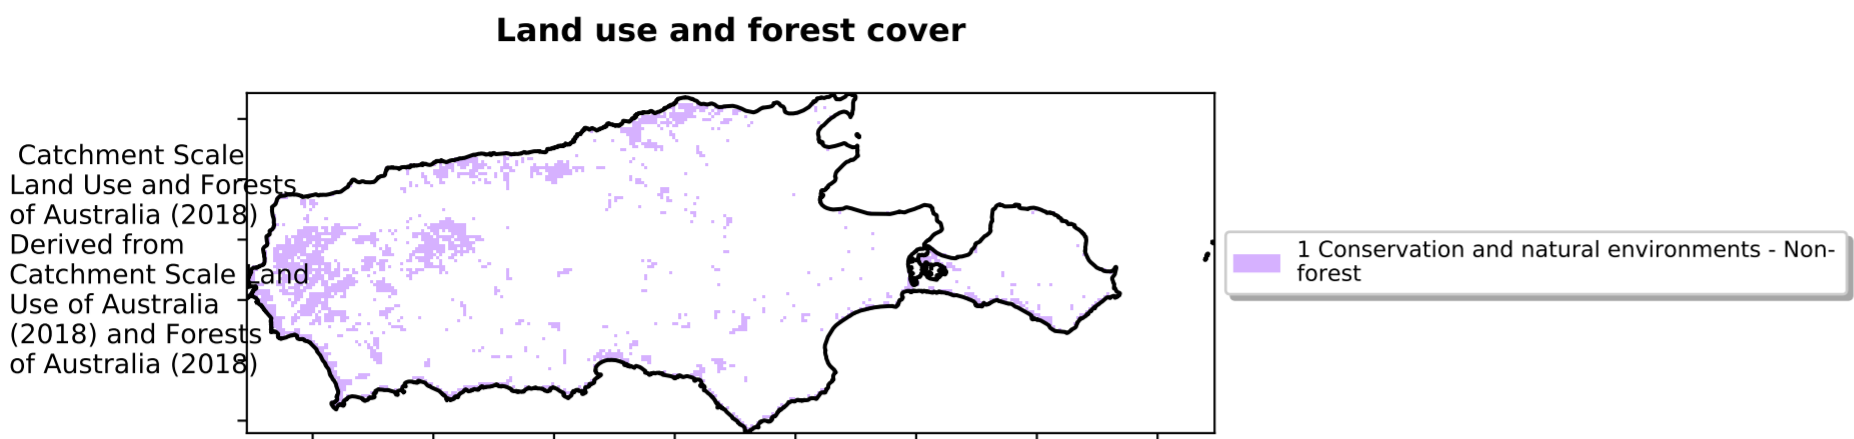 Land use and forest cover
Catchment Scale
Land Use and Forests
of Australia (2018)
Derived from
Catchment Scale Land
Use of Australia
(2018) and Forests
of Australia (2018)
1 Conservation and natural environments - Non-
forest